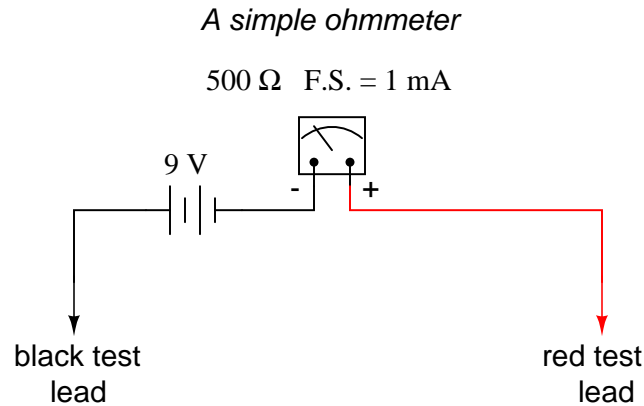 A simple ohmmeter
500 Ω F.S. = 1 mA
9 V
- +
black test
lead
red test
lead